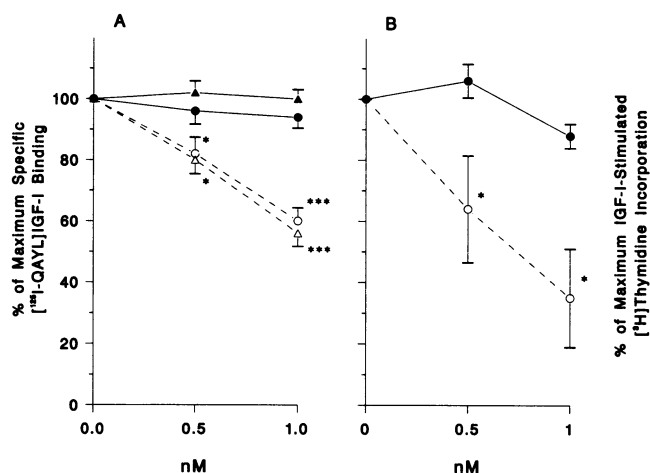 A
B
% of Maximum Specific
[¹²⁵I-QAYL]IGF-I Binding
100
80
60
40
20
0
*
*
***
***
*
*
0.0
0.5
1.0
0
0.5
1
nM
nM
% of Maximum IGF-I-Stimulated
[³H]Thymidine Incorporation